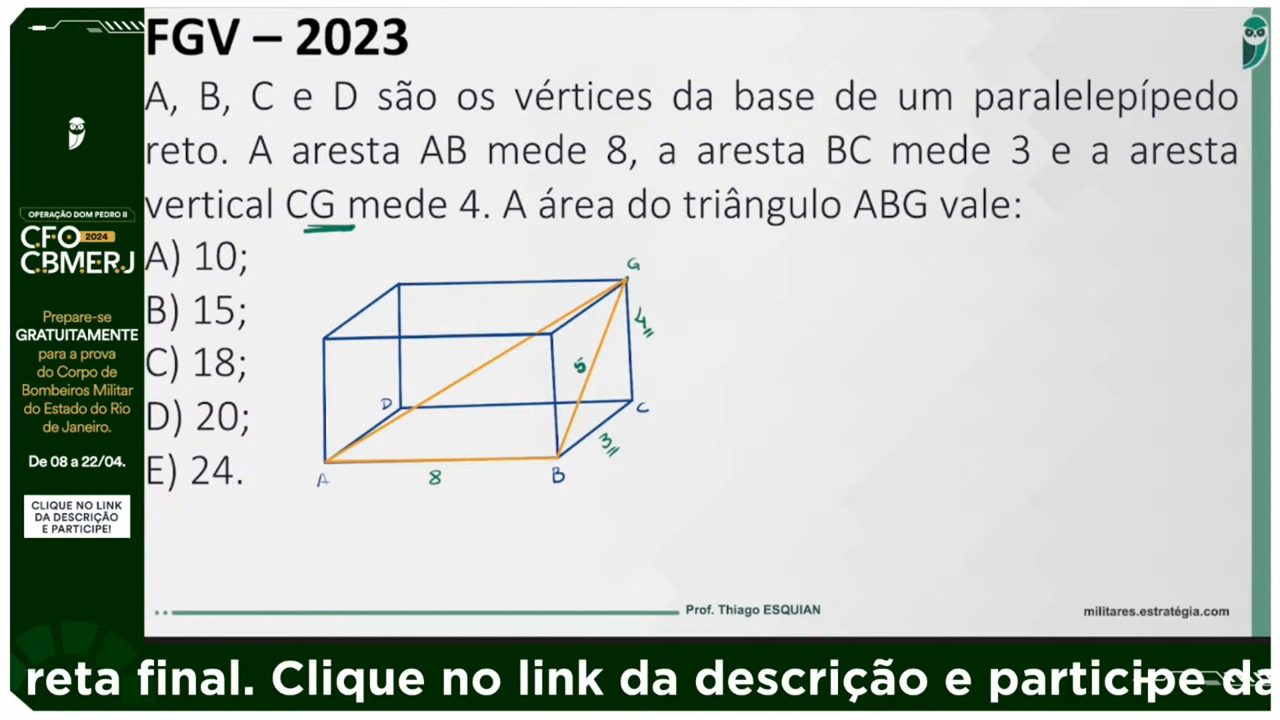 FGV – 2023
A, B, C e D são os vértices da base de um paralelepípedo
reto. A aresta AB mede 8, a aresta BC mede 3 e a aresta
vertical CG mede 4. A área do triângulo ABG vale:
A) 10;
B) 15;
C) 18;
D) 20;
E) 24.
G
4
5
D
C
3
A
8
B
OPERAÇÃO DOM PEDRO II
CFO 2024
CBMERJ
Prepare-se
GRATUITAMENTE
para a prova
do Corpo de
Bombeiros Militar
do Estado do Rio
de Janeiro.
De 08 a 22/04.
CLIQUE NO LINK
DA DESCRIÇÃO
E PARTICIPE!
Prof. Thiago ESQUIAN
militares.estratégia.com
reta final. Clique no link da descrição e participe da